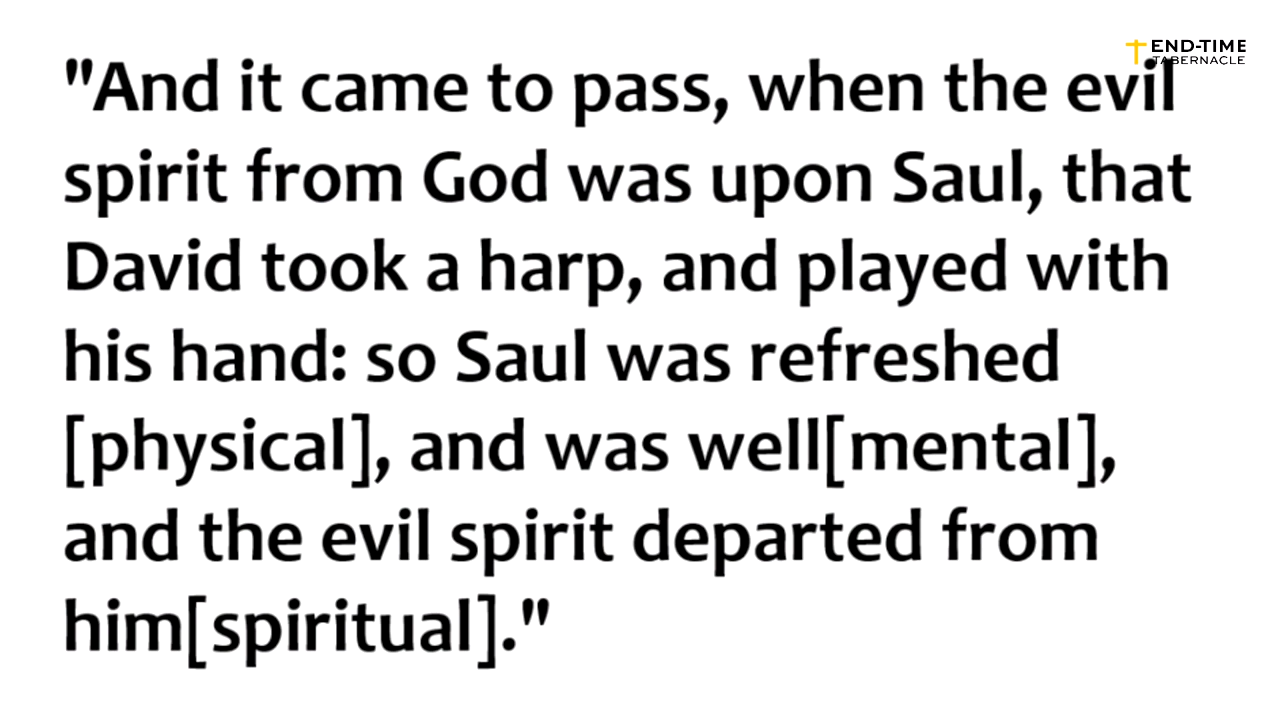 END-TIME
TABERNACLE
"And it came to pass, when the evil
spirit from God was upon Saul, that
David took a harp, and played with
his hand: so Saul was refreshed
[physical], and was well[mental],
and the evil spirit departed from
him[spiritual]."